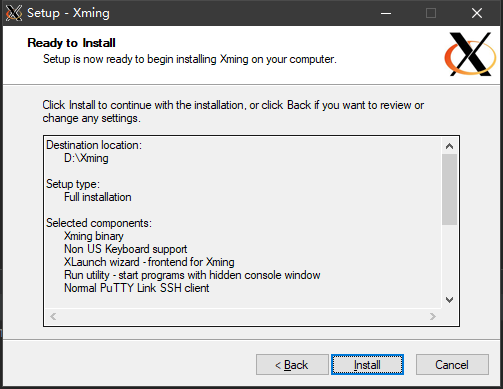 Setup - Xming
Ready to Install
Setup is now ready to begin installing Xming on your computer.
Click Install to continue with the installation, or click Back if you want to review or
change any settings.
Destination location:
D:\Xming
Setup type:
Full installation
Selected components:
Xming binary
Non US Keyboard support
XLaunch wizard - frontend for Xming
Run utility - start programs with hidden console window
Normal PuTTY Link SSH client
< Back
Install
Cancel